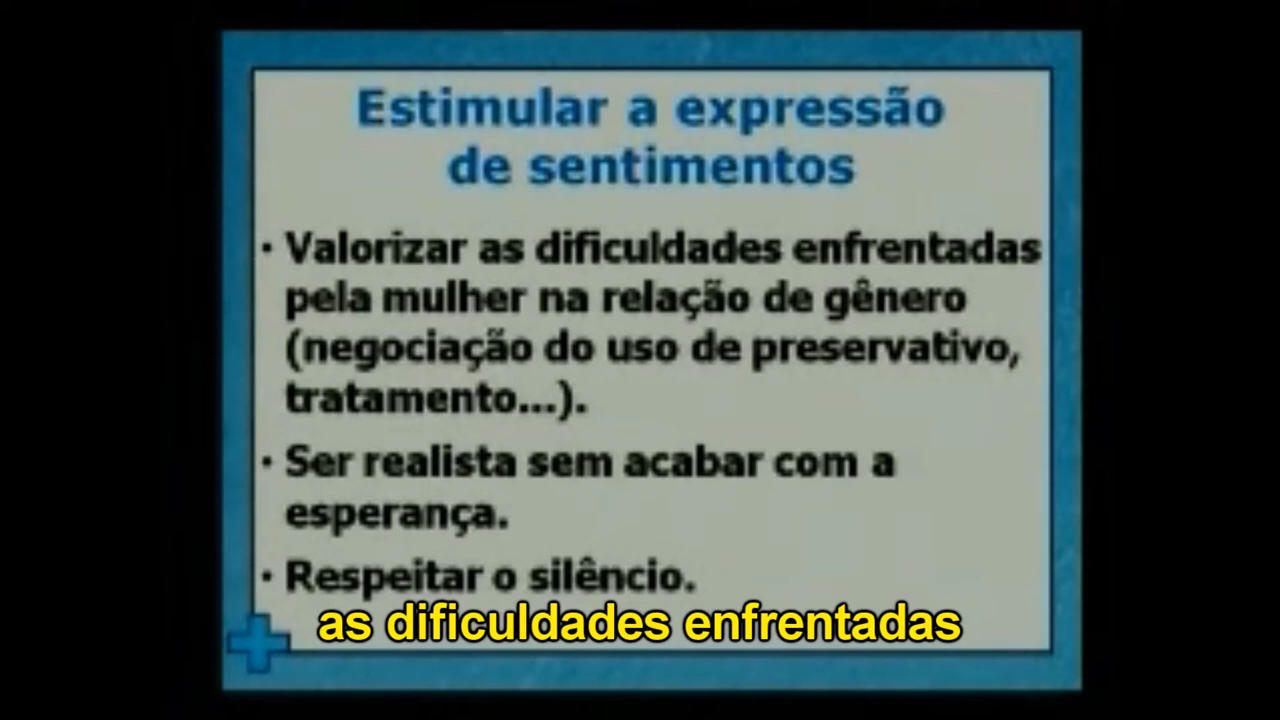 Estimular a expressão
de sentimentos
· Valorizar as dificuldades enfrentadas
pela mulher na relação de gênero
(negociação do uso de preservativo,
tratamento...).
· Ser realista sem acabar com a
esperança.
· Respeitar o silêncio.
as dificuldades enfrentadas